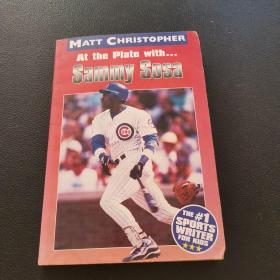 MATT CHRISTOPHER
At the Plate with...
Sammy Sosa
THE #1
SPORTS
WRITER
FOR KIDS